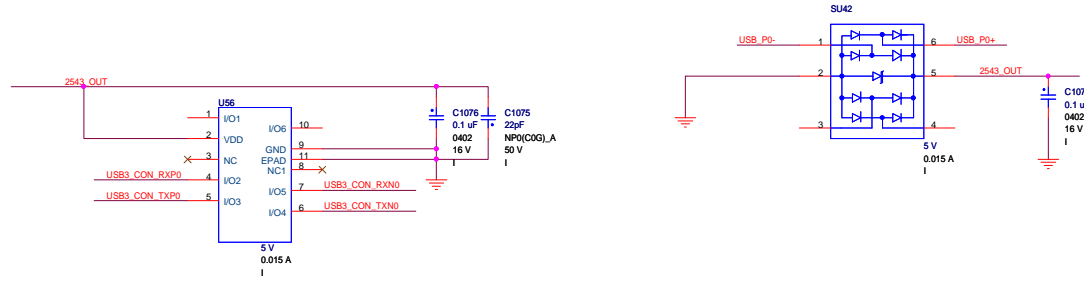 SU42
USB_P0-
1
6
USB_P0+
2
5
2543_OUT
3
4
5 V
0.015 A
I
0.1 u
0402
16 V
I
2543_OUT
U56
1
I/O1
2
VDD
3
NC
USB3_CON_RXP0
4
I/O2
USB3_CON_TXP0
5
I/O3
I/O6
10
GND
9
EPAD
11
NC1
8
I/O5
7
USB3_CON_RXN0
I/O4
6
USB3_CON_TXN0
5 V
0.015 A
I
C1076
0.1 uF
0402
16 V
I
C1075
22pF
NP0(C0G)_A
50 V
I